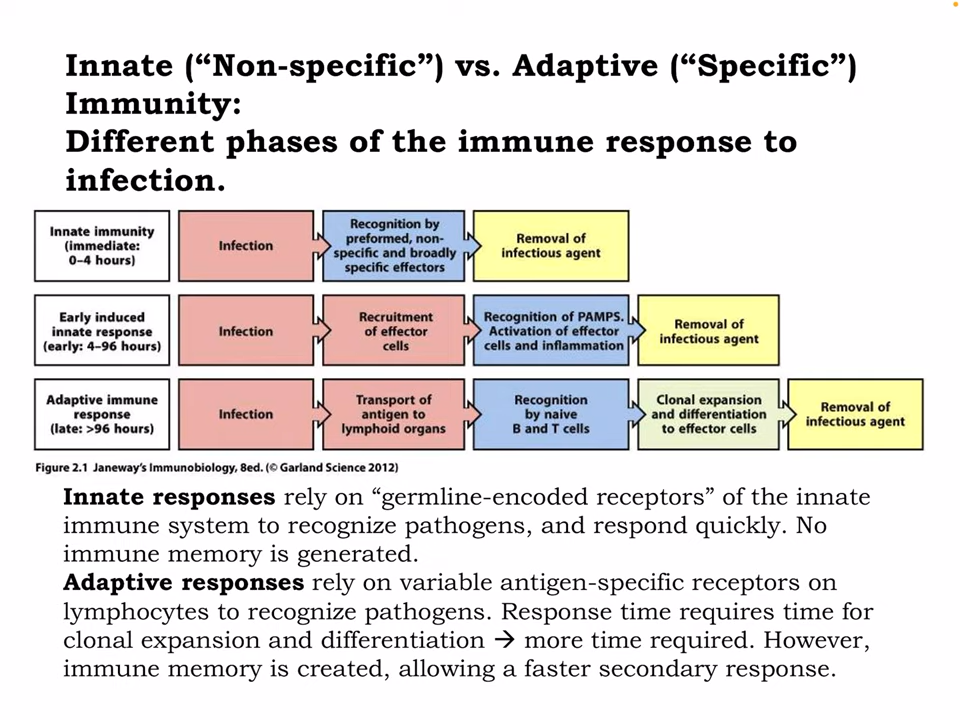 Innate (“Non-specific”) vs. Adaptive (“Specific”)
Immunity:
Different phases of the immune response to
infection.
Innate immunity
(immediate:
0–4 hours)
Infection
Recognition by
preformed, non-
specific and broadly
specific effectors
Removal of
infectious agent
Early induced
innate response
(early: 4–96 hours)
Infection
Recruitment
of effector
cells
Recognition of PAMPS.
Activation of effector
cells and inflammation
Removal of
infectious agent
Adaptive immune
response
(late: >96 hours)
Infection
Transport of
antigen to
lymphoid organs
Recognition
by naive
B and T cells
Clonal expansion
and differentiation
to effector cells
Removal of
infectious agent
Figure 2.1 Janeway’s Immunobiology, 8ed. (© Garland Science 2012)
Innate responses rely on “germline-encoded receptors” of the innate
immune system to recognize pathogens, and respond quickly. No
immune memory is generated.
Adaptive responses rely on variable antigen-specific receptors on
lymphocytes to recognize pathogens. Response time requires time for
clonal expansion and differentiation → more time required. However,
immune memory is created, allowing a faster secondary response.